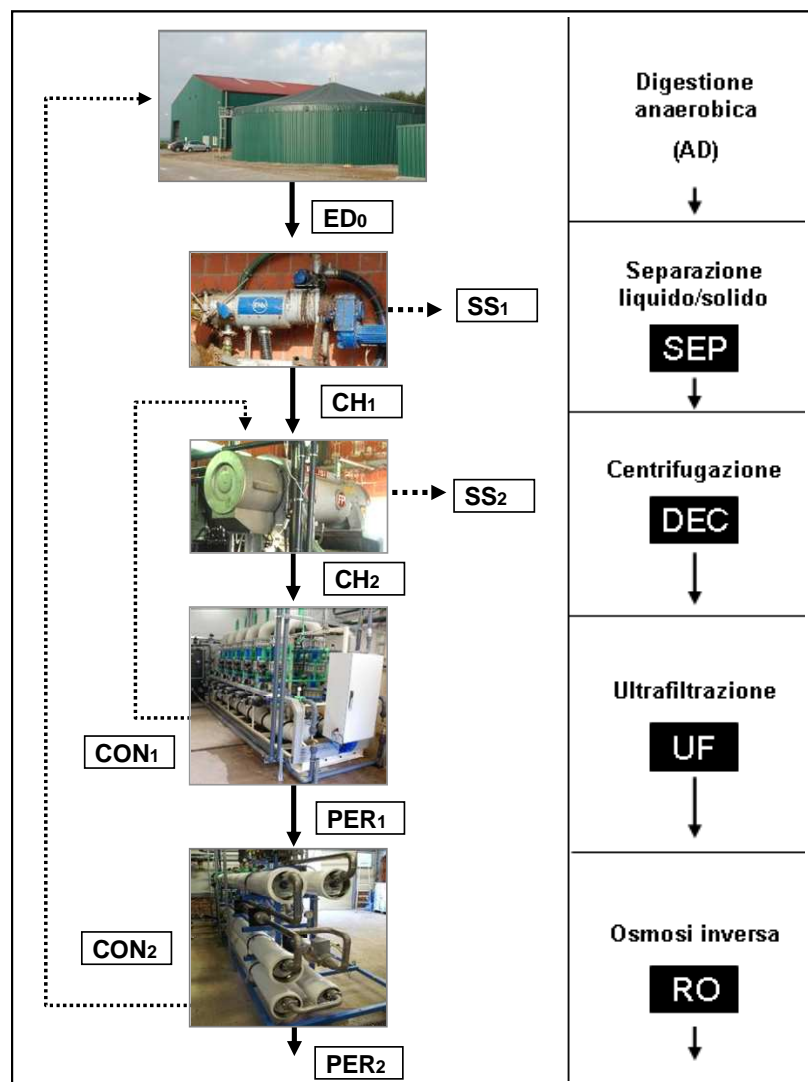 Digestione
anaerobica
(AD)
ED0
Separazione
liquido/solido
SEP
SS1
CH1
Centrifugazione
DEC
SS2
CH2
Ultrafiltrazione
UF
CON1
PER1
Osmosi inversa
RO
CON2
PER2